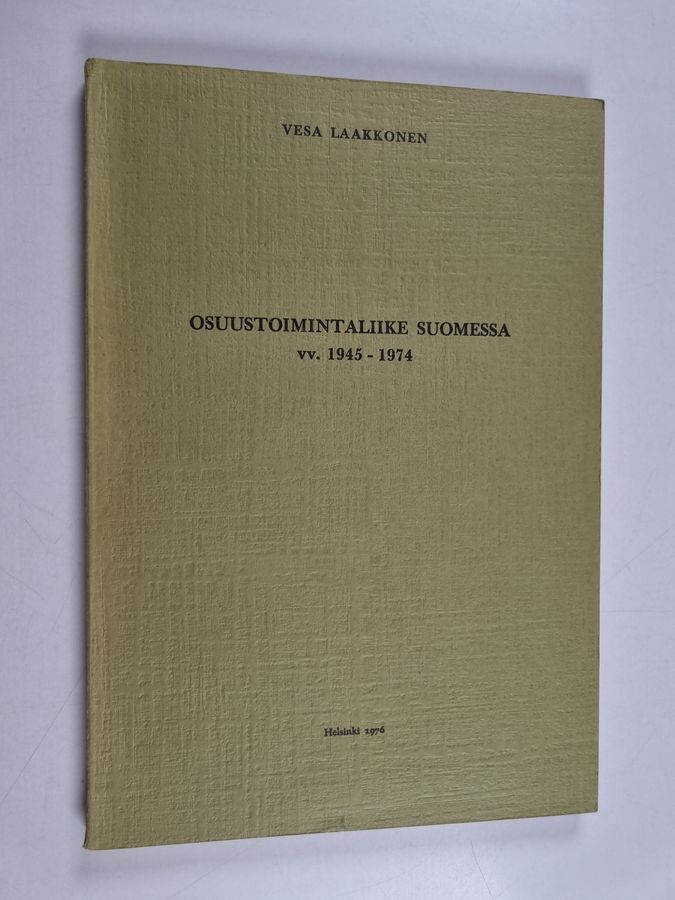 VESA LAAKKONEN
OSUUSTOIMINTALIIKE SUOMESSA
vv. 1945 - 1974
Helsinki 1976